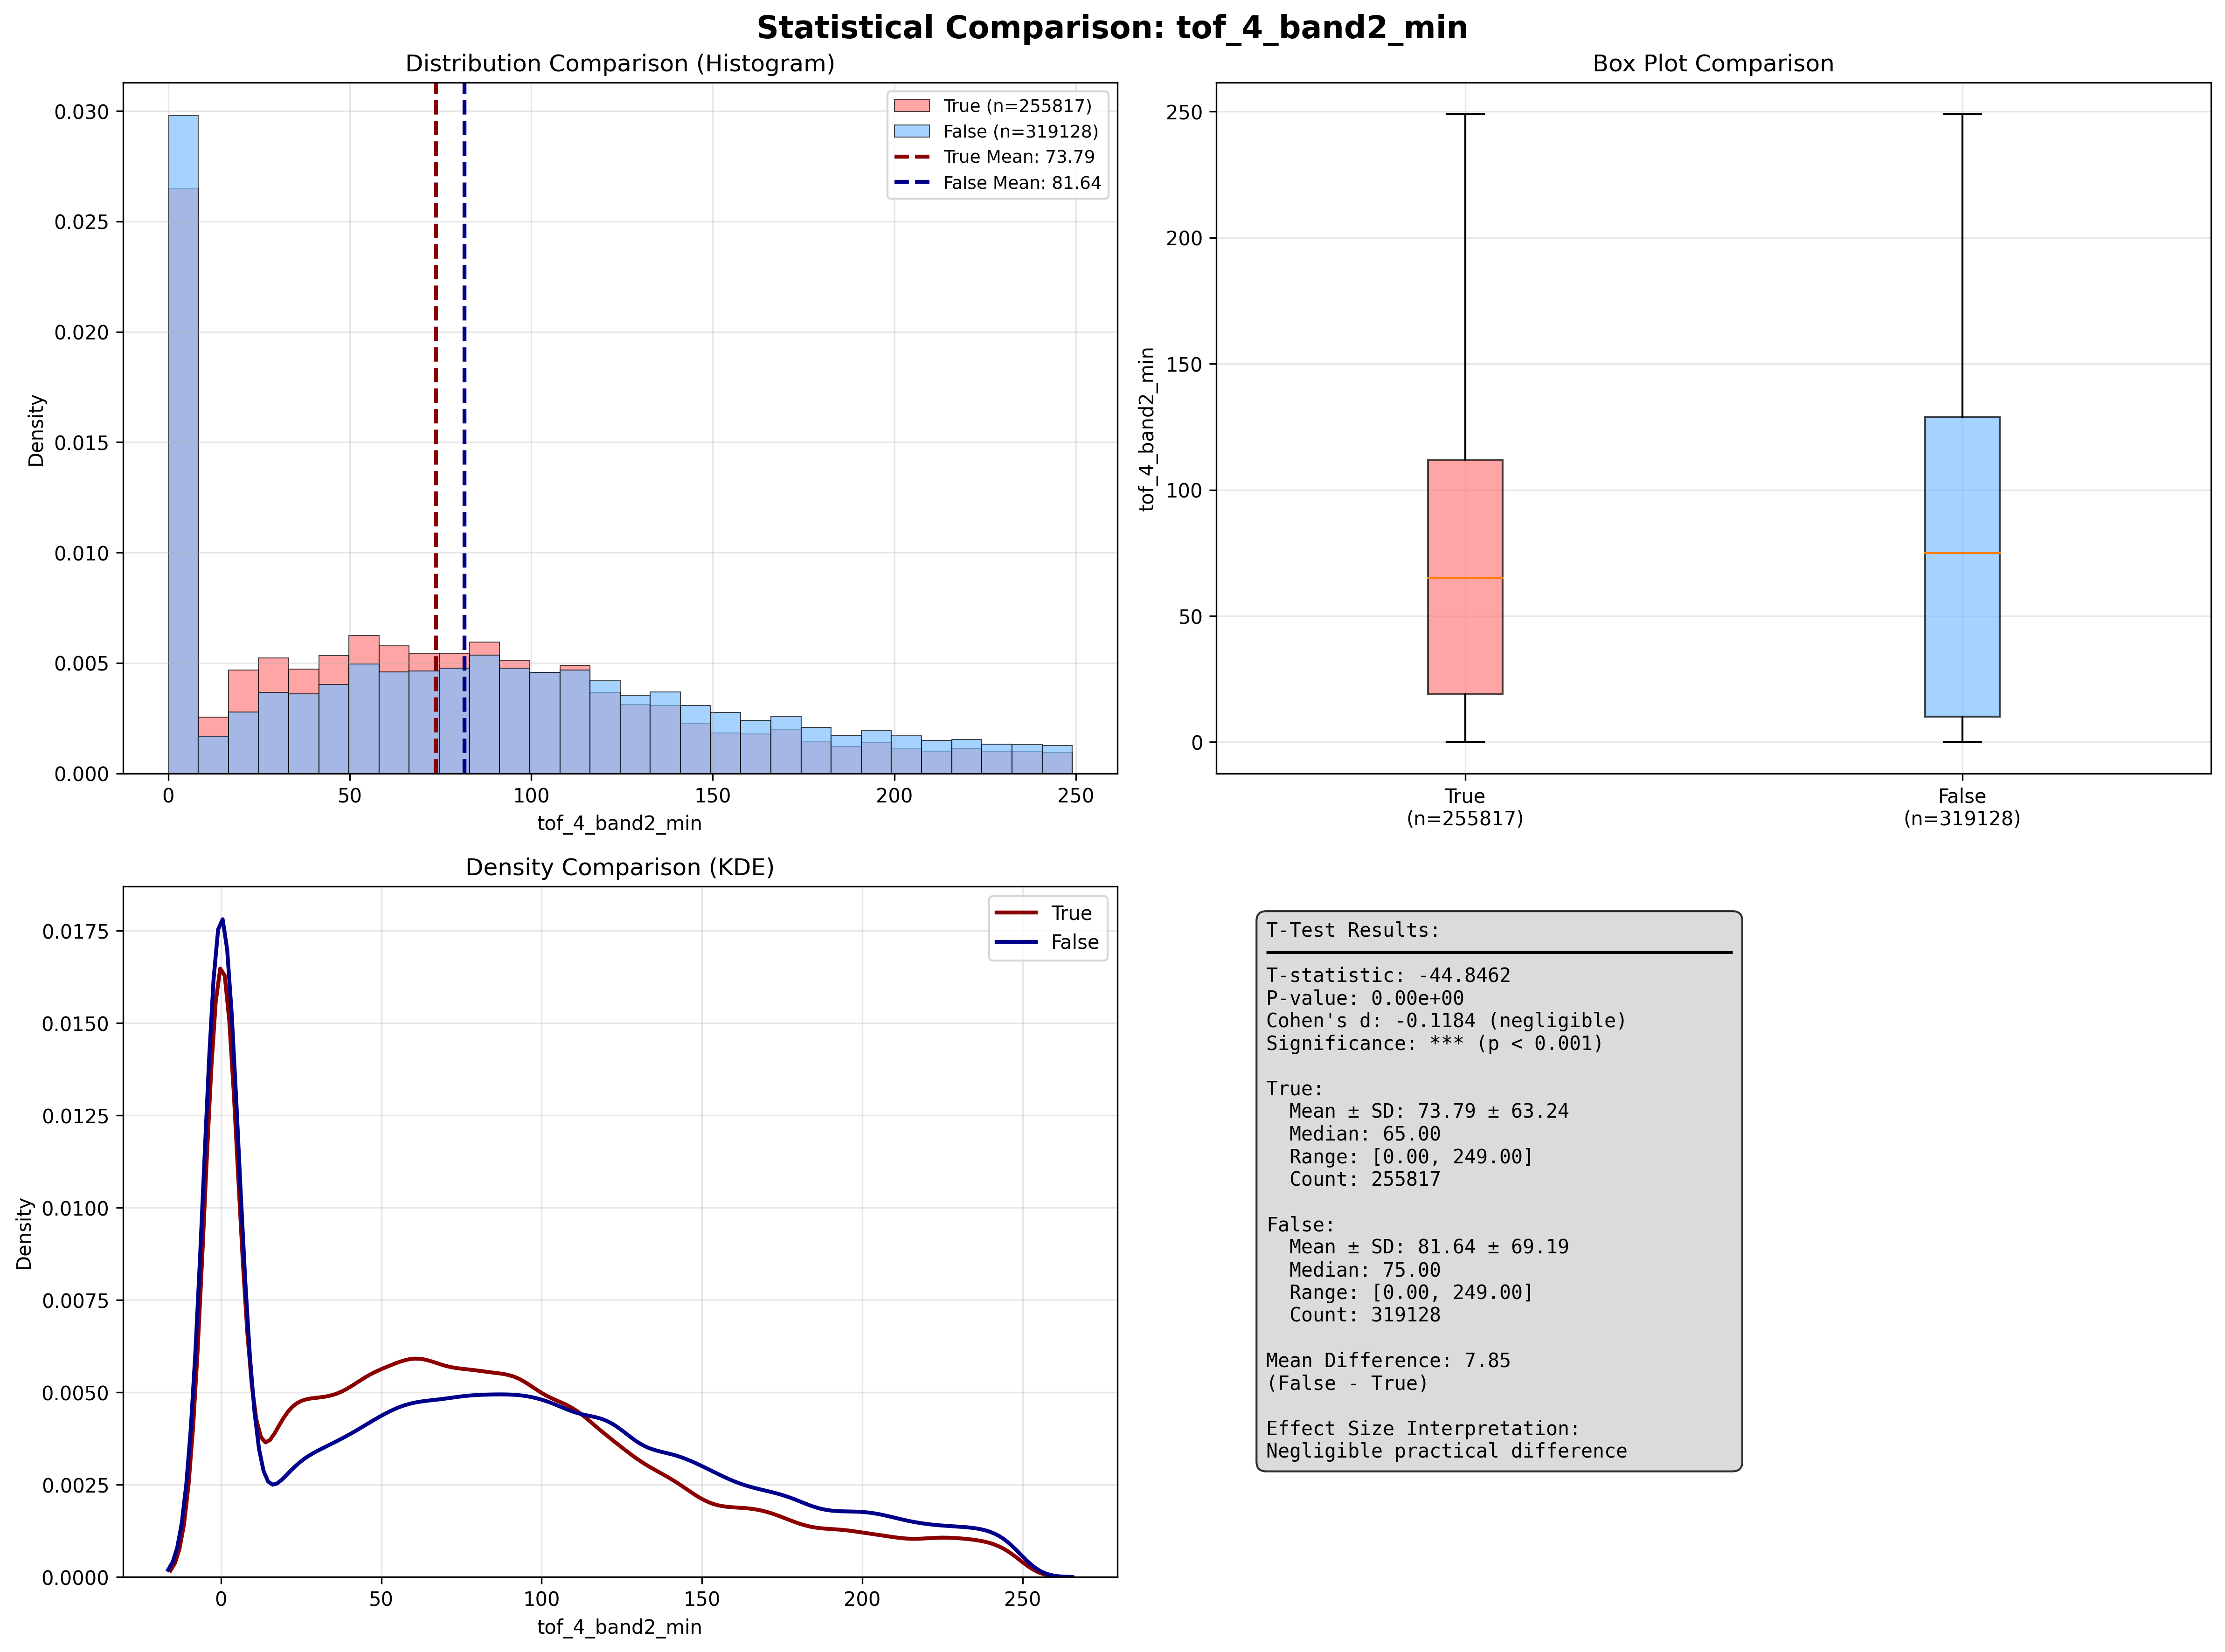 Statistical Comparison: tof_4_band2_min
Distribution Comparison (Histogram)
Density
0.030
0.025
0.020
0.015
0.010
0.005
0.000
0
50
100
150
200
250
tof_4_band2_min
True (n=255817)
False (n=319128)
True Mean: 73.79
False Mean: 81.64
Box Plot Comparison
tof_4_band2_min
250
200
150
100
50
0
True
(n=255817)
False
(n=319128)
Density Comparison (KDE)
Density
0.0175
0.0150
0.0125
0.0100
0.0075
0.0050
0.0025
0.0000
0
50
100
150
200
250
tof_4_band2_min
True
False
T-Test Results:
T-statistic: -44.8462
P-value: 0.00e+00
Cohen's d: -0.1184 (negligible)
Significance: *** (p < 0.001)
True:
Mean ± SD: 73.79 ± 63.24
Median: 65.00
Range: [0.00, 249.00]
Count: 255817
False:
Mean ± SD: 81.64 ± 69.19
Median: 75.00
Range: [0.00, 249.00]
Count: 319128
Mean Difference: 7.85
(False - True)
Effect Size Interpretation:
Negligible practical difference